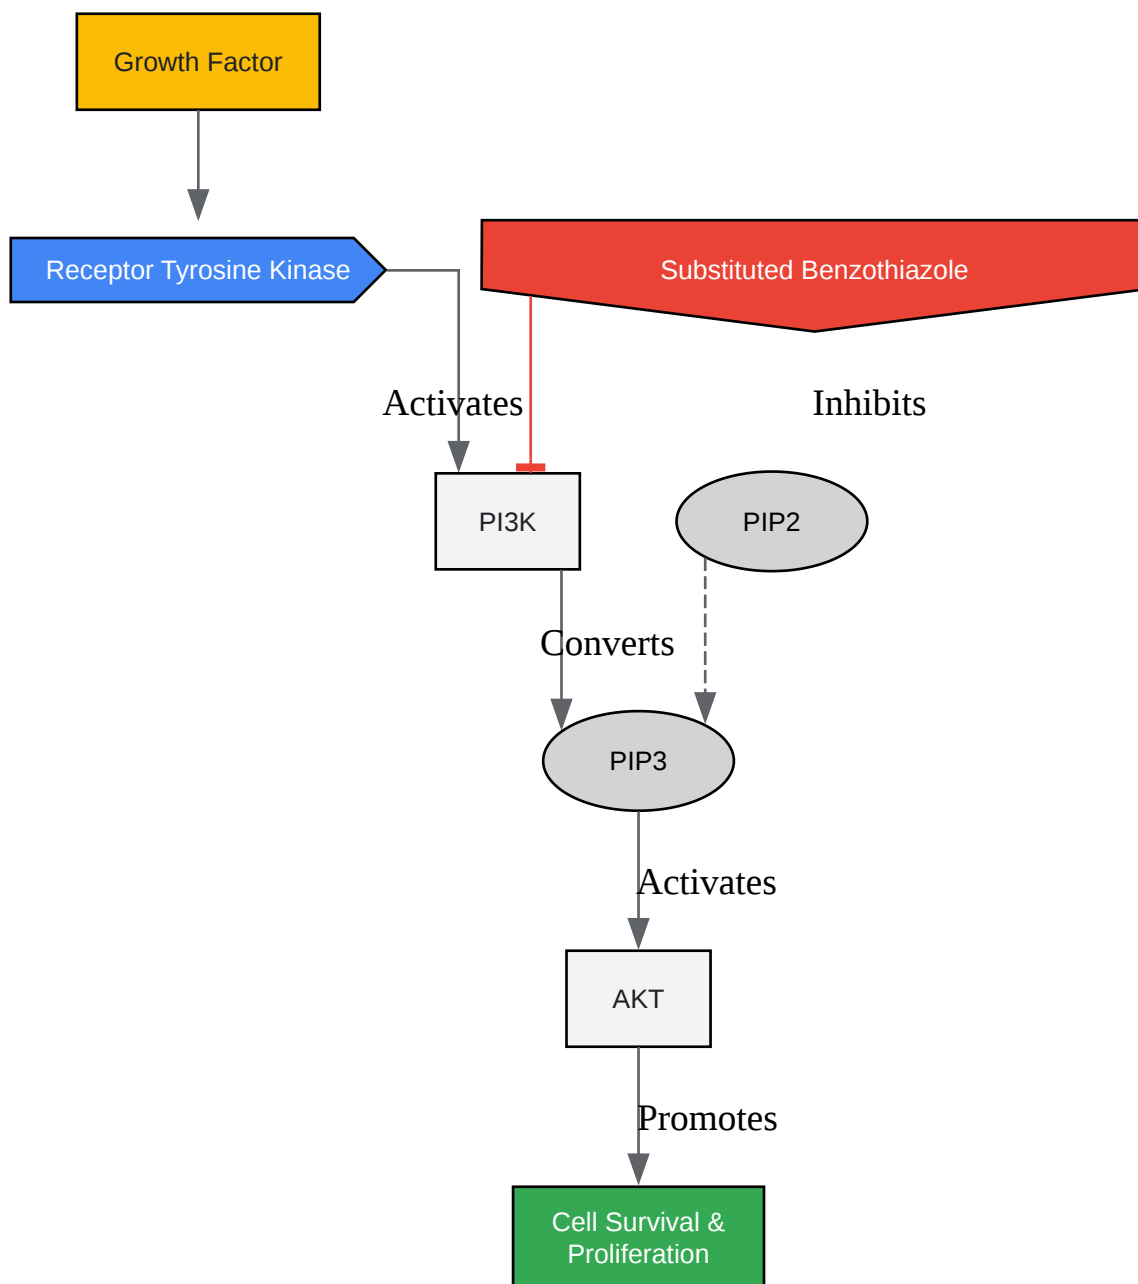 Growth Factor
Receptor Tyrosine Kinase
Substituted Benzothiazole
Activates
Inhibits
PI3K
PIP2
Converts
PIP3
Activates
AKT
Promotes
Cell Survival &
Proliferation